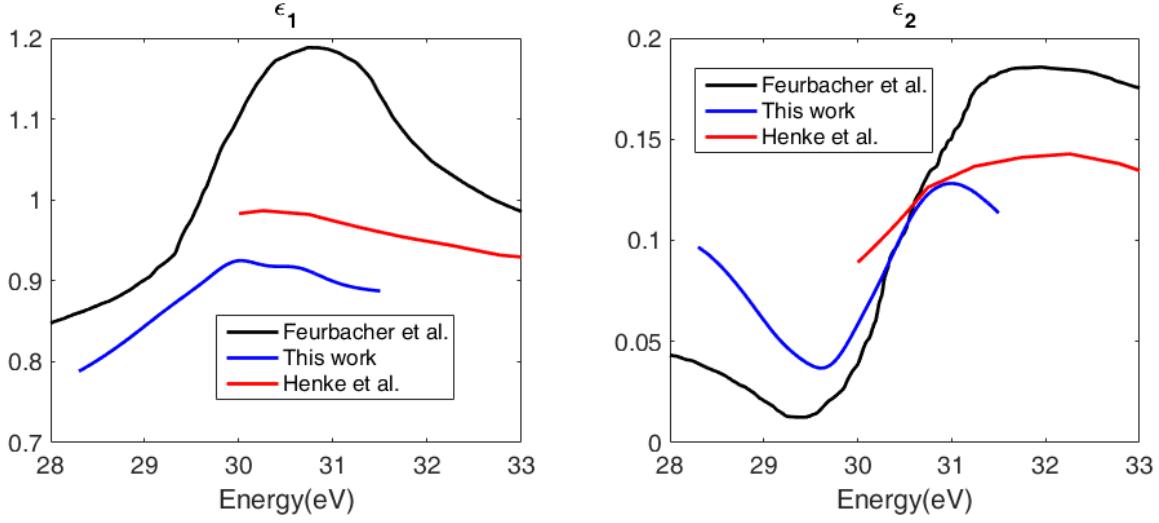 ϵ1
1.2
1.1
1
0.9
0.8
0.7
28 29 30 31 32 33
Energy(eV)
Feurbacher et al.
This work
Henke et al.
ϵ2
0.2
0.15
0.1
0.05
0
28 29 30 31 32 33
Energy(eV)
Feurbacher et al.
This work
Henke et al.